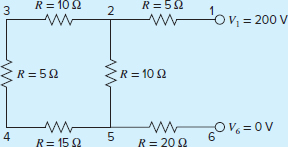 3 R = 10 Ω 2 R = 5 Ω 1 V₁ = 200 V
R = 5 Ω R = 10 Ω
4 R = 15 Ω 5 R = 20 Ω 6 V₆ = 0 V